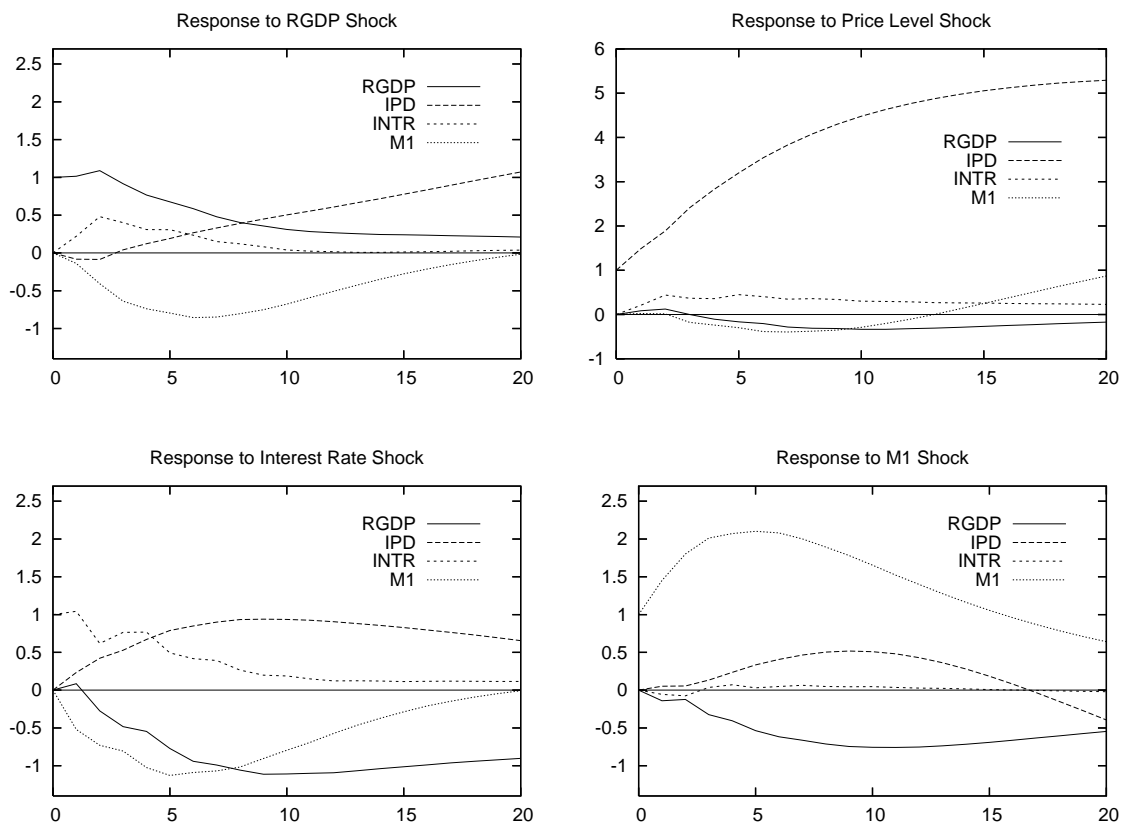 Response to RGDP Shock
2.5
2
1.5
1
0.5
0
-0.5
-1
RGDP
IPD
INTR
M1
0 5 10 15 20
Response to Price Level Shock
6
5
4
3
2
1
0
-1
RGDP
IPD
INTR
M1
0 5 10 15 20
Response to Interest Rate Shock
2.5
2
1.5
1
0.5
0
-0.5
-1
RGDP
IPD
INTR
M1
0 5 10 15 20
Response to M1 Shock
2.5
2
1.5
1
0.5
0
-0.5
-1
RGDP
IPD
INTR
M1
0 5 10 15 20